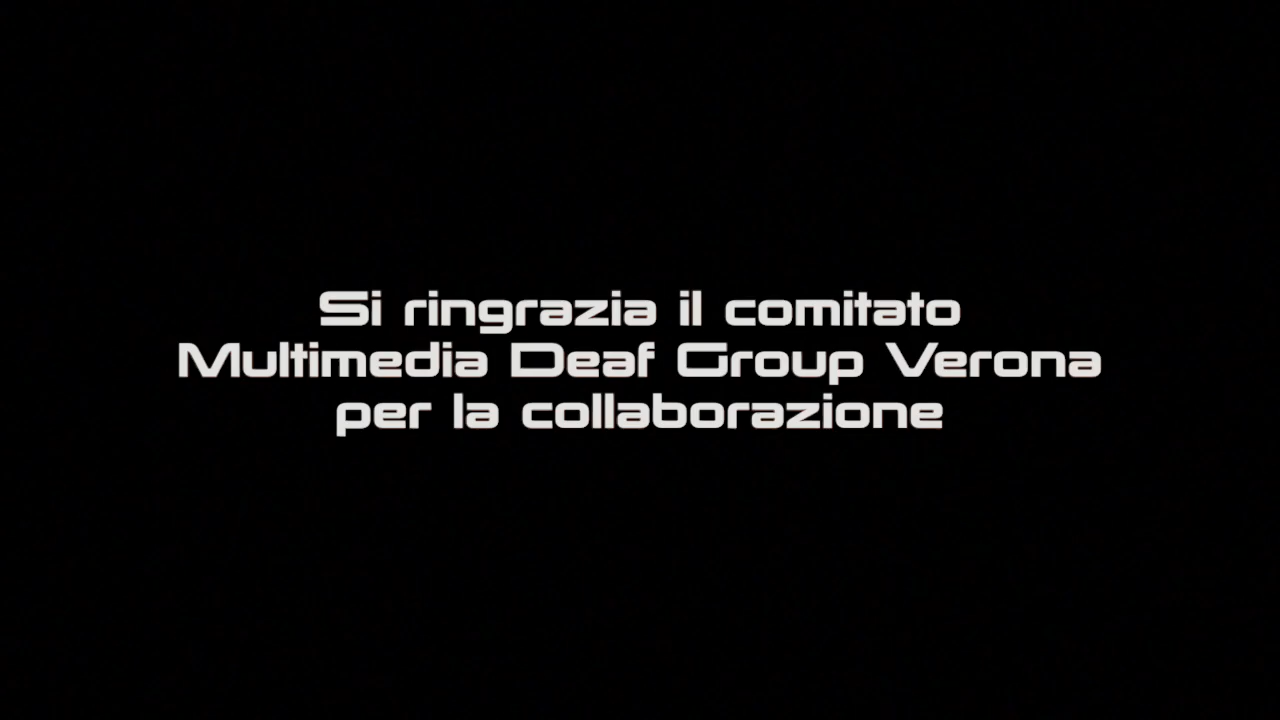 Si ringrazia il comitato
Multimedia Deaf Group Verona
per la collaborazione